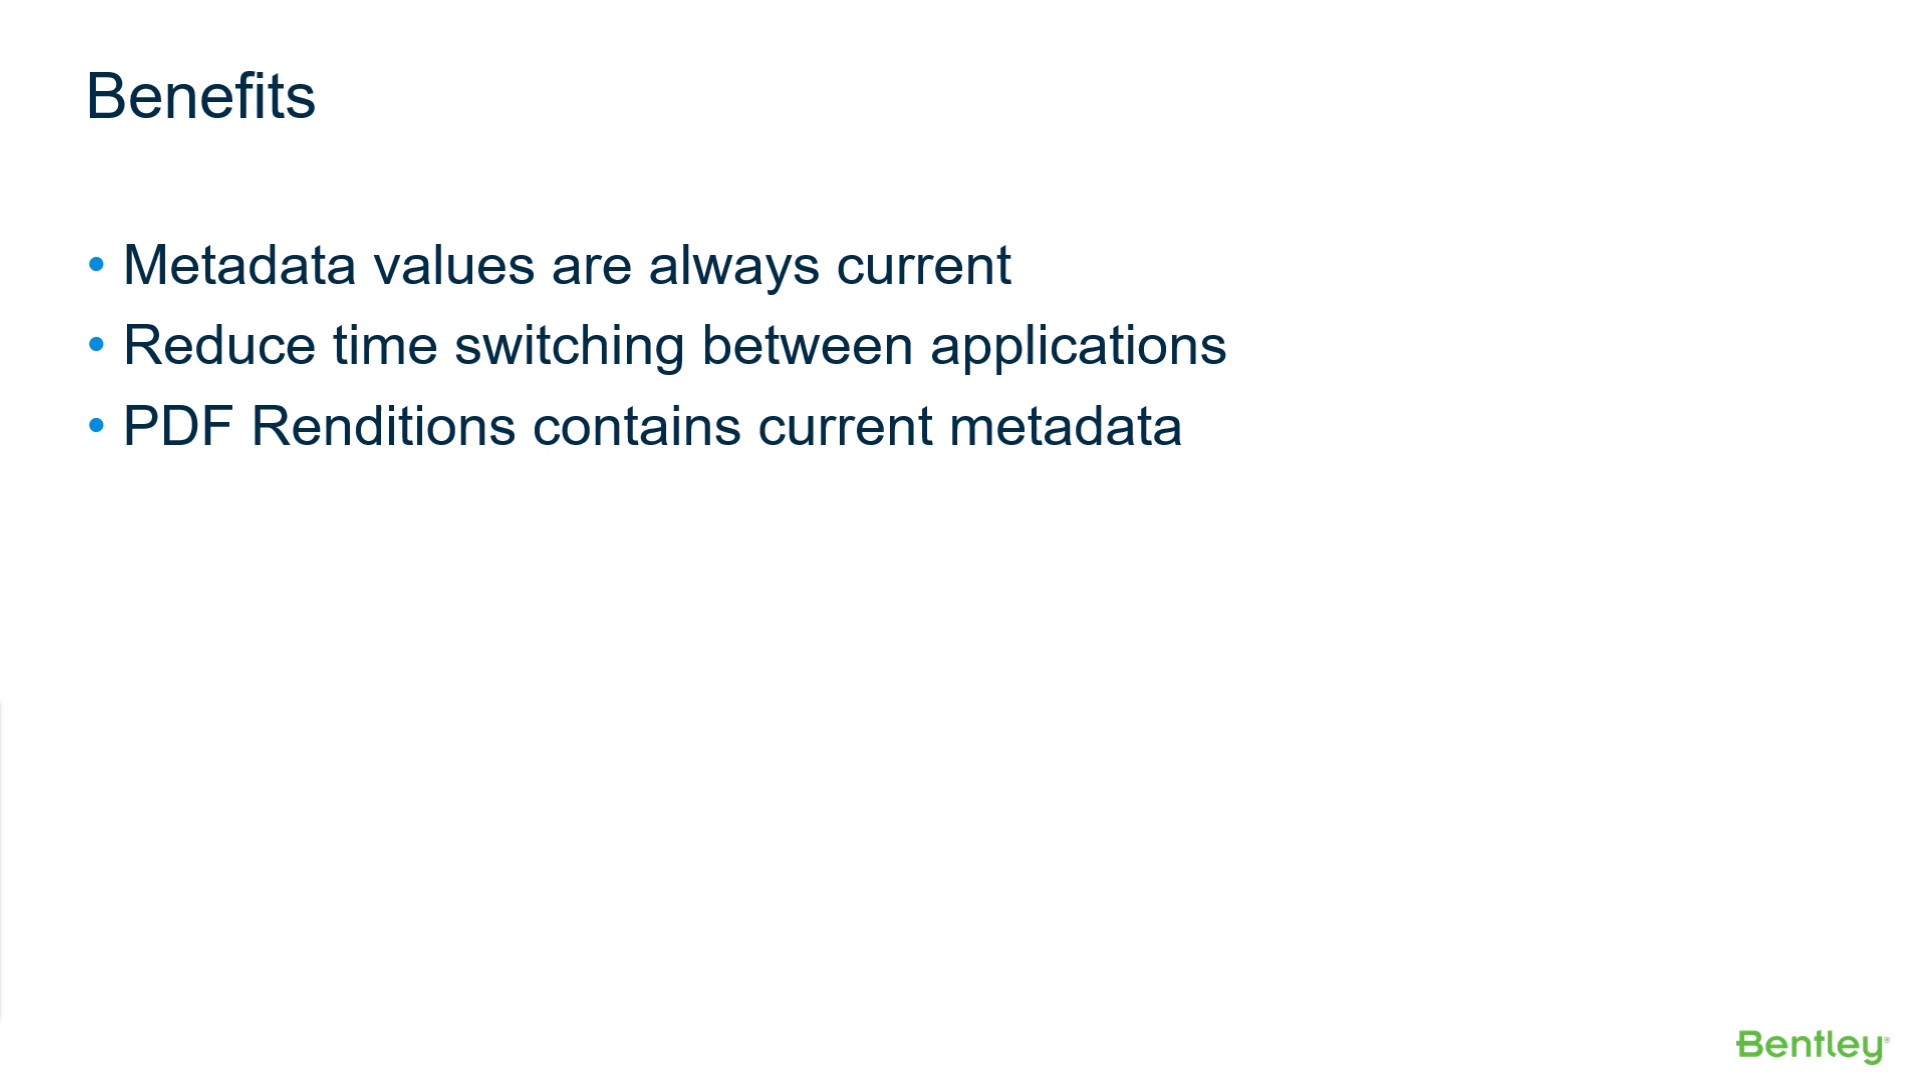 Benefits
• Metadata values are always current
• Reduce time switching between applications
• PDF Renditions contains current metadata
Bentley®